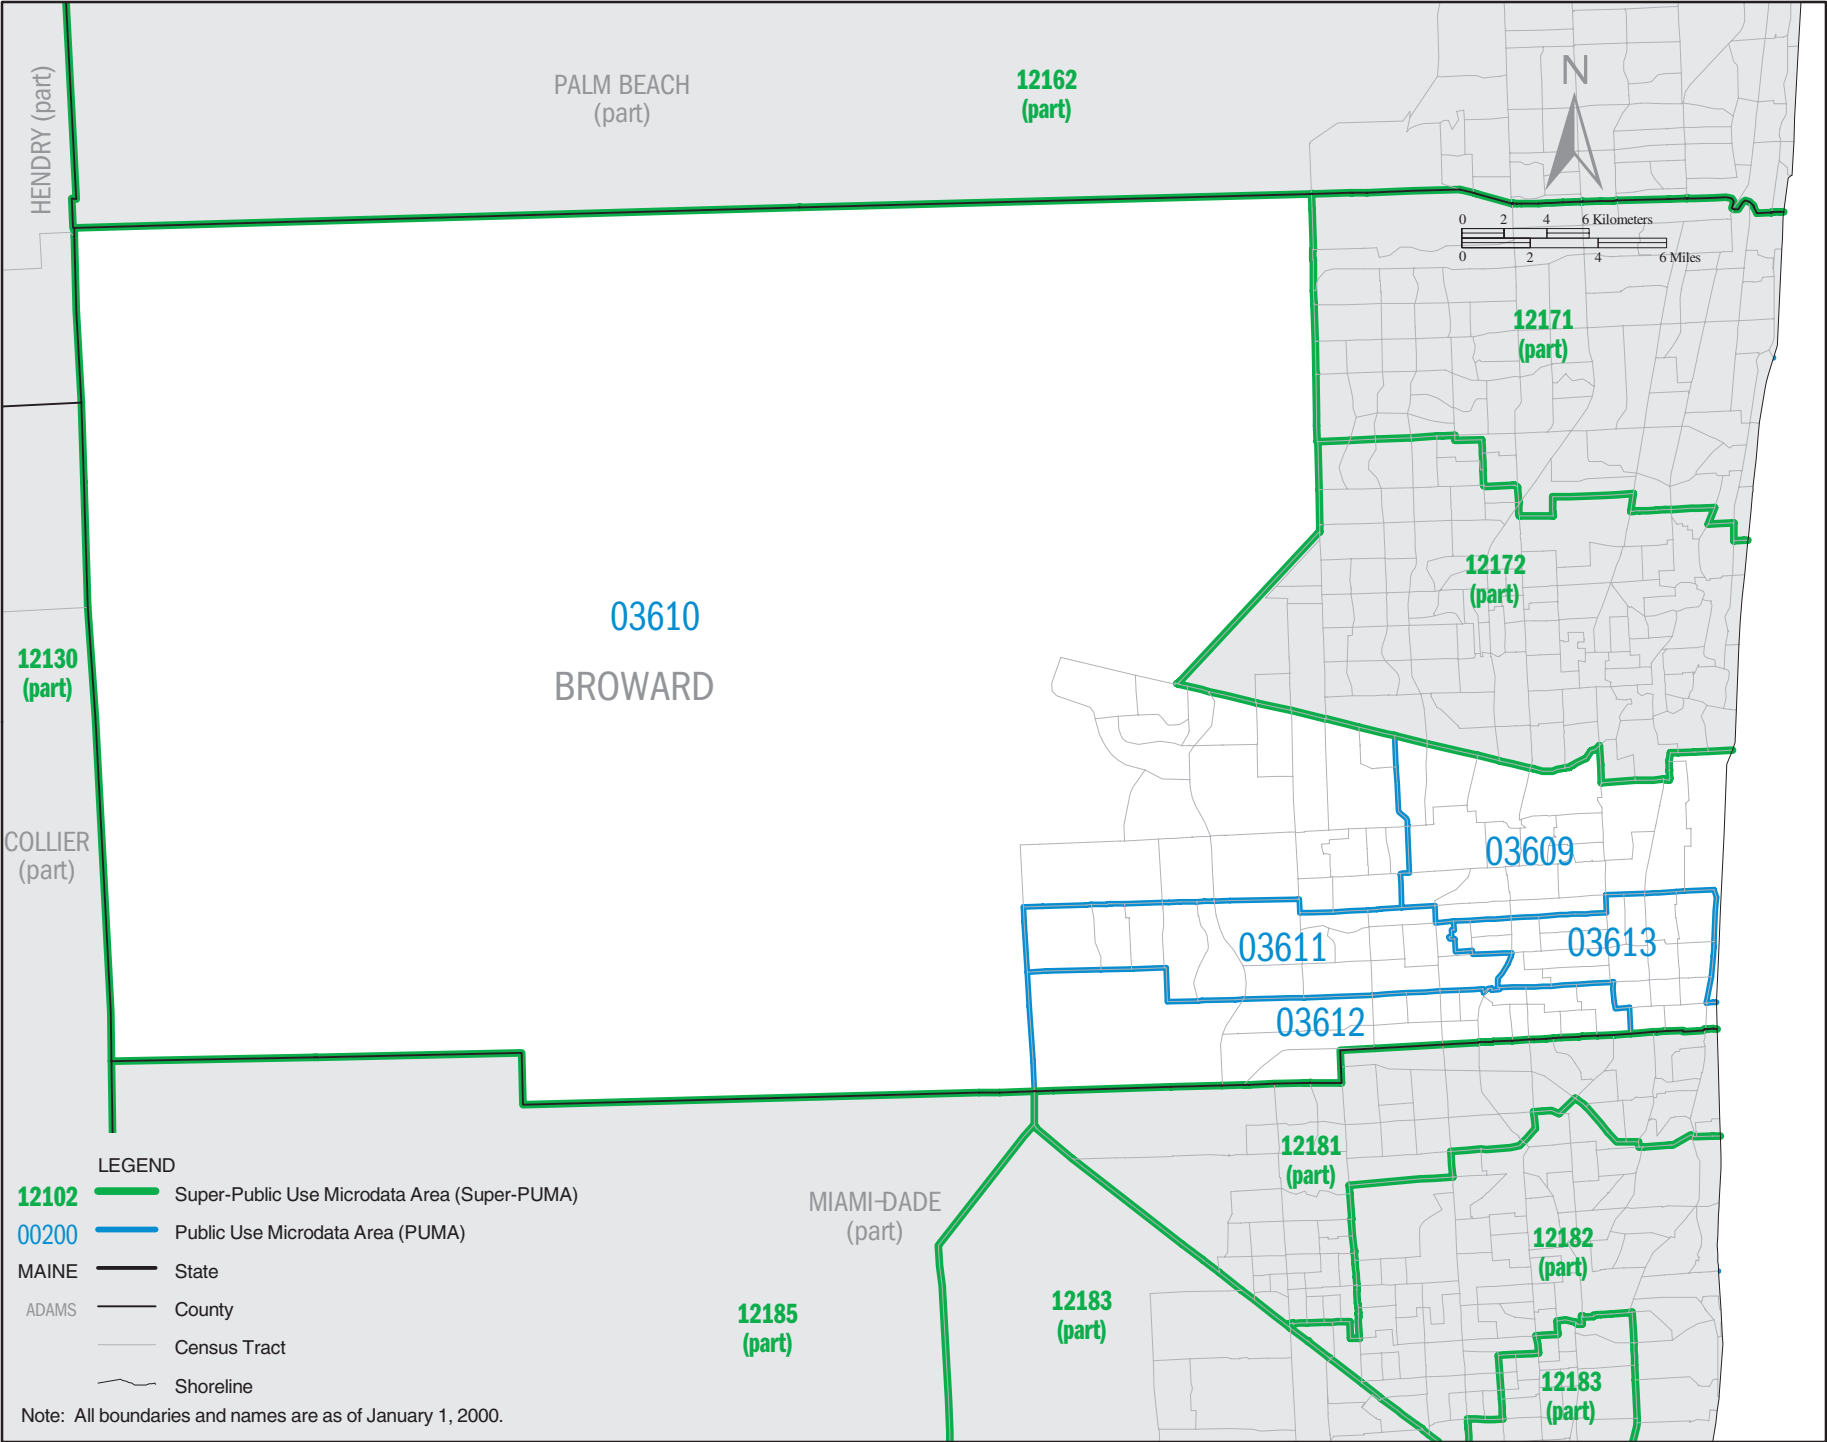 HENDRY (part)
PALM BEACH
(part)
12162
(part)
N
0 2 4 6 Kilometers
0 2 4 6 Miles
12171
(part)
12172
(part)
03610
BROWARD
12130
(part)
COLLIER
(part)
03609
03611
03613
03612
12181
(part)
MIAMI-DADE
(part)
12182
(part)
12185
(part)
12183
(part)
12183
(part)
LEGEND
12102 Super-Public Use Microdata Area (Super-PUMA)
00200 Public Use Microdata Area (PUMA)
MAINE State
ADAMS County
Census Tract
Shoreline
Note: All boundaries and names are as of January 1, 2000.